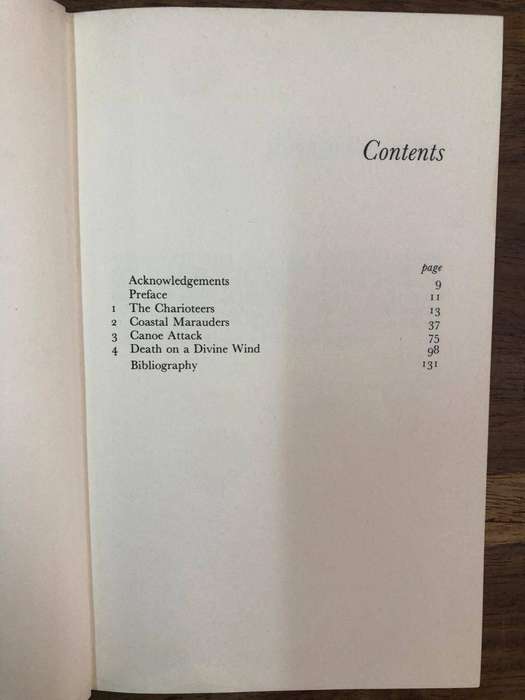 Contents
page
Acknowledgements 9
Preface 11
1 The Charioteers 13
2 Coastal Marauders 37
3 Canoe Attack 75
4 Death on a Divine Wind 98
Bibliography 131